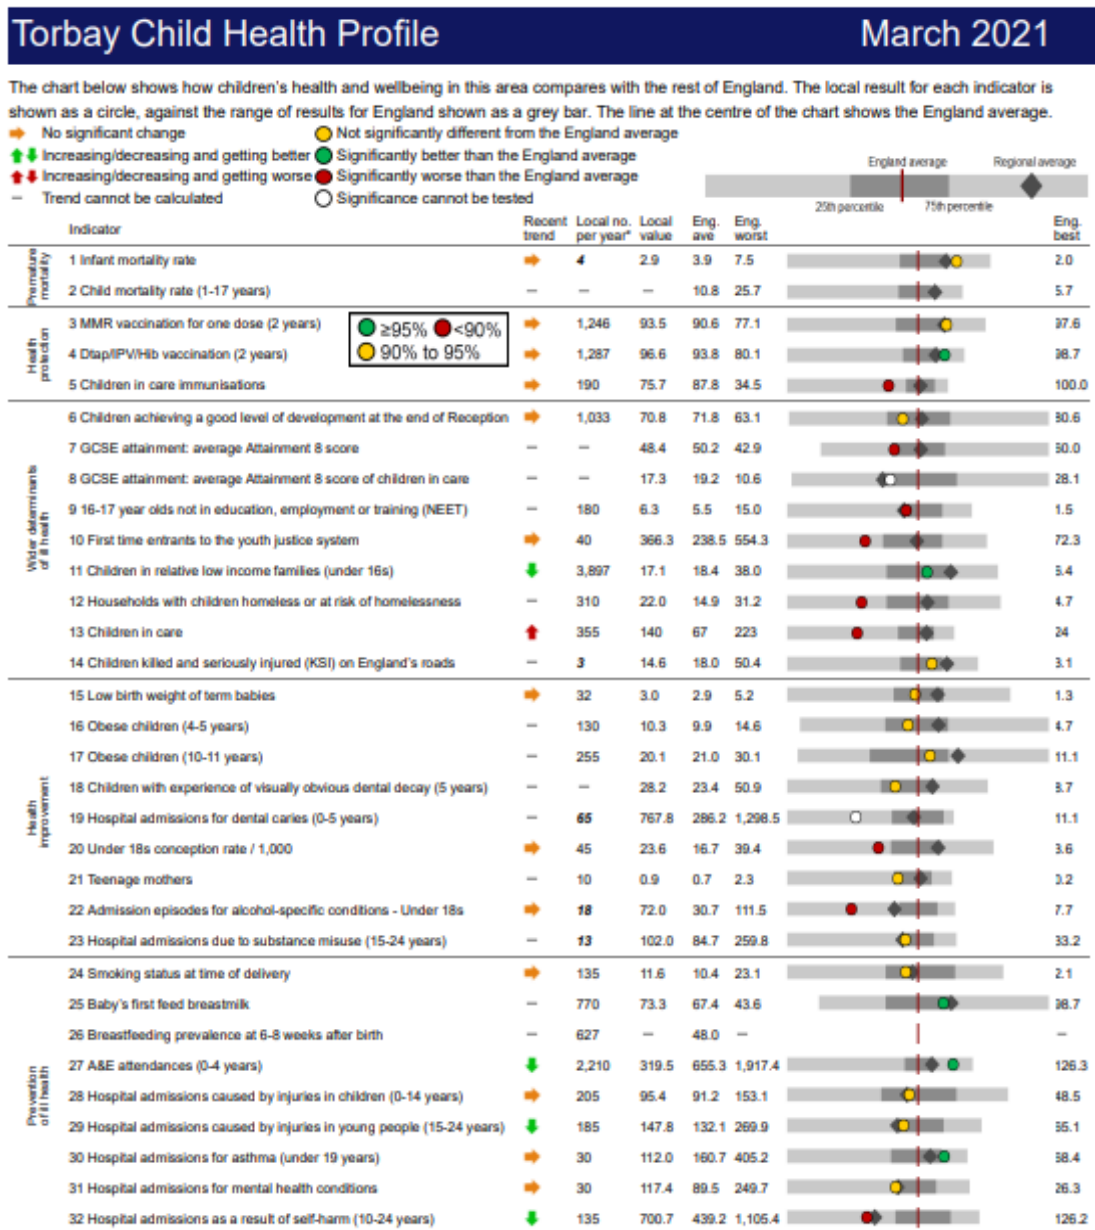 Torbay Child Health Profile March 2021
The chart below shows how children's health and wellbeing in this area compares with the rest of England. The local result for each indicator is
shown as a circle, against the range of results for England shown as a grey bar. The line at the centre of the chart shows the England average.
No significant change Not significantly different from the England average
Increasing/decreasing and getting better Significantly better than the England average
Increasing/decreasing and getting worse Significantly worse than the England average
– Trend cannot be calculated Significance cannot be tested
England average Regional average
25th percentile 75th percentile
Indicator Recent trend Local no. per year* Local value Eng. ave Eng. worst Eng. best
Premature mortality
1 Infant mortality rate 4 2.9 3.9 7.5 2.0
2 Child mortality rate (1-17 years) – – – 10.8 25.7 5.7
Health protection
3 MMR vaccination for one dose (2 years) 1,246 93.5 90.6 77.1 97.6
≥95% <90%
90% to 95%
4 Dtap/IPV/Hib vaccination (2 years) 1,287 96.6 93.8 80.1 98.7
5 Children in care immunisations 190 75.7 87.8 34.5 100.0
Wider determinants of ill health
6 Children achieving a good level of development at the end of Reception 1,033 70.8 71.8 63.1 80.6
7 GCSE attainment: average Attainment 8 score – – 48.4 50.2 42.9 60.0
8 GCSE attainment: average Attainment 8 score of children in care – – 17.3 19.2 10.6 28.1
9 16-17 year olds not in education, employment or training (NEET) – 180 6.3 5.5 15.0 1.5
10 First time entrants to the youth justice system 40 366.3 238.5 554.3 72.3
11 Children in relative low income families (under 16s) 3,897 17.1 18.4 38.0 5.4
12 Households with children homeless or at risk of homelessness – 310 22.0 14.9 31.2 4.7
13 Children in care 355 140 67 223 24
14 Children killed and seriously injured (KSI) on England's roads – 3 14.6 18.0 50.4 3.1
Health improvement
15 Low birth weight of term babies 32 3.0 2.9 5.2 1.3
16 Obese children (4-5 years) – 130 10.3 9.9 14.6 4.7
17 Obese children (10-11 years) – 255 20.1 21.0 30.1 11.1
18 Children with experience of visually obvious dental decay (5 years) – – 28.2 23.4 50.9 8.7
19 Hospital admissions for dental caries (0-5 years) – 65 767.8 286.2 1,298.5 11.1
20 Under 18s conception rate / 1,000 45 23.6 16.7 39.4 3.6
21 Teenage mothers – 10 0.9 0.7 2.3 0.2
22 Admission episodes for alcohol-specific conditions - Under 18s 18 72.0 30.7 111.5 7.7
23 Hospital admissions due to substance misuse (15-24 years) – 13 102.0 84.7 259.8 33.2
Prevention of ill health
24 Smoking status at time of delivery 135 11.6 10.4 23.1 2.1
25 Baby's first feed breastmilk – 770 73.3 67.4 43.6 98.7
26 Breastfeeding prevalence at 6-8 weeks after birth – 627 – 48.0 – –
27 A&E attendances (0-4 years) 2,210 319.5 655.3 1,917.4 126.3
28 Hospital admissions caused by injuries in children (0-14 years) 205 95.4 91.2 153.1 48.5
29 Hospital admissions caused by injuries in young people (15-24 years) 185 147.8 132.1 269.9 55.1
30 Hospital admissions for asthma (under 19 years) 30 112.0 160.7 405.2 58.4
31 Hospital admissions for mental health conditions 30 117.4 89.5 249.7 26.3
32 Hospital admissions as a result of self-harm (10-24 years) 135 700.7 439.2 1,105.4 126.2